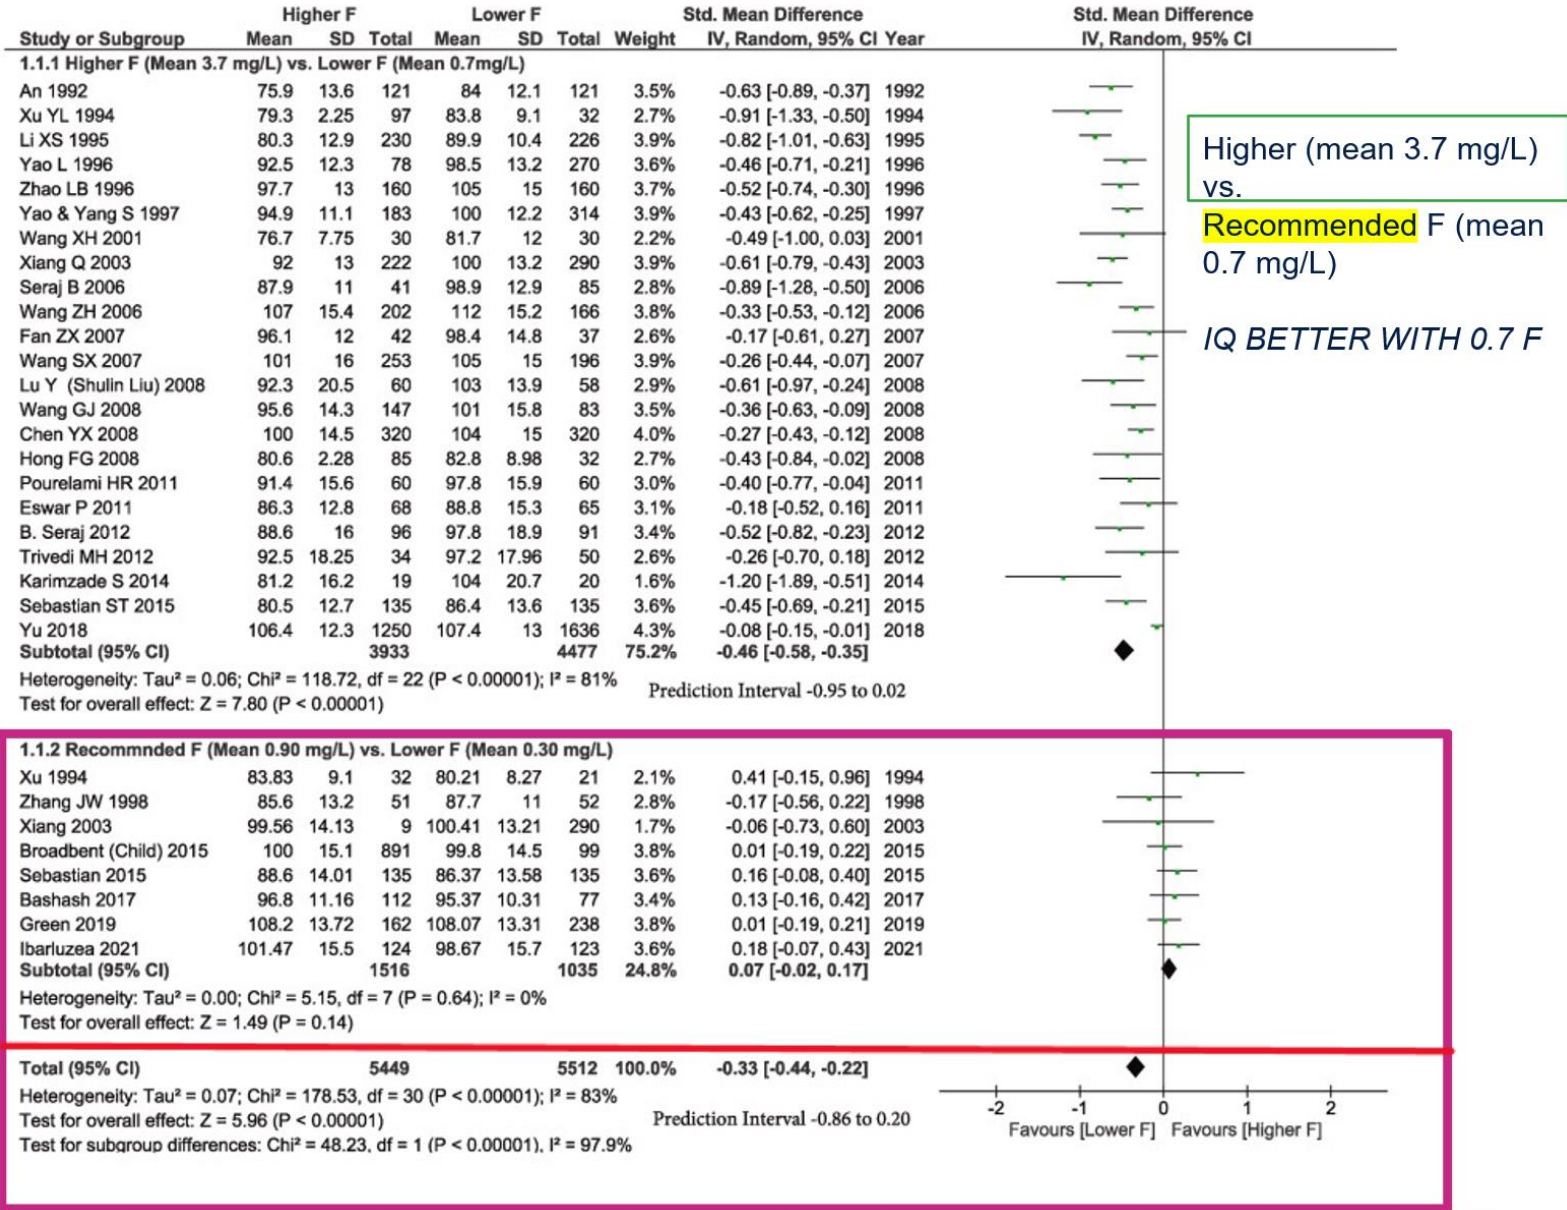 Higher F Lower F Std. Mean Difference Std. Mean Difference
Study or Subgroup Mean SD Total Mean SD Total Weight IV, Random, 95% CI Year IV, Random, 95% CI
1.1.1 Higher F (Mean 3.7 mg/L) vs. Lower F (Mean 0.7mg/L)
An 1992 75.9 13.6 121 84 12.1 121 3.5% -0.63 [-0.89, -0.37] 1992
Xu YL 1994 79.3 2.25 97 83.8 9.1 32 2.7% -0.91 [-1.33, -0.50] 1994
Li XS 1995 80.3 12.9 230 89.9 10.4 226 3.9% -0.82 [-1.01, -0.63] 1995
Yao L 1996 92.5 12.3 78 98.5 13.2 270 3.6% -0.46 [-0.71, -0.21] 1996
Zhao LB 1996 97.7 13 160 105 15 160 3.7% -0.52 [-0.74, -0.30] 1996
Yao & Yang S 1997 94.9 11.1 183 100 12.2 314 3.9% -0.43 [-0.62, -0.25] 1997
Wang XH 2001 76.7 7.75 30 81.7 12 30 2.2% -0.49 [-1.00, 0.03] 2001
Xiang Q 2003 92 13 222 100 13.2 290 3.9% -0.61 [-0.79, -0.43] 2003
Seraj B 2006 87.9 11 41 98.9 12.9 85 2.8% -0.89 [-1.28, -0.50] 2006
Wang ZH 2006 107 15.4 202 112 15.2 166 3.8% -0.33 [-0.53, -0.12] 2006
Fan ZX 2007 96.1 12 42 98.4 14.8 37 2.6% -0.17 [-0.61, 0.27] 2007
Wang SX 2007 101 16 253 105 15 196 3.9% -0.26 [-0.44, -0.07] 2007
Lu Y (Shulin Liu) 2008 92.3 20.5 60 103 13.9 58 2.9% -0.61 [-0.97, -0.24] 2008
Wang GJ 2008 95.6 14.3 147 101 15.8 83 3.5% -0.36 [-0.63, -0.09] 2008
Chen YX 2008 100 14.5 320 104 15 320 4.0% -0.27 [-0.43, -0.12] 2008
Hong FG 2008 80.6 2.28 85 82.8 8.98 32 2.7% -0.43 [-0.84, -0.02] 2008
Pourelami HR 2011 91.4 15.6 60 97.8 15.9 60 3.0% -0.40 [-0.77, -0.04] 2011
Eswar P 2011 86.3 12.8 68 88.8 15.3 65 3.1% -0.18 [-0.52, 0.16] 2011
B. Seraj 2012 88.6 16 96 97.8 18.9 91 3.4% -0.52 [-0.82, -0.23] 2012
Trivedi MH 2012 92.5 18.25 34 97.2 17.96 50 2.6% -0.26 [-0.70, 0.18] 2012
Karimzade S 2014 81.2 16.2 19 104 20.7 20 1.6% -1.20 [-1.89, -0.51] 2014
Sebastian ST 2015 80.5 12.7 135 86.4 13.6 135 3.6% -0.45 [-0.69, -0.21] 2015
Yu 2018 106.4 12.3 1250 107.4 13 1636 4.3% -0.08 [-0.15, -0.01] 2018
Subtotal (95% CI) 3933 4477 75.2% -0.46 [-0.58, -0.35]
Heterogeneity: Tau² = 0.06; Chi² = 118.72, df = 22 (P < 0.00001); I² = 81%
Prediction Interval -0.95 to 0.02
Test for overall effect: Z = 7.80 (P < 0.00001)
Higher (mean 3.7 mg/L)
vs.
Recommended F (mean
0.7 mg/L)
IQ BETTER WITH 0.7 F
1.1.2 Recommnded F (Mean 0.90 mg/L) vs. Lower F (Mean 0.30 mg/L)
Xu 1994 83.83 9.1 32 80.21 8.27 21 2.1% 0.41 [-0.15, 0.96] 1994
Zhang JW 1998 85.6 13.2 51 87.7 11 52 2.8% -0.17 [-0.56, 0.22] 1998
Xiang 2003 99.56 14.13 9 100.41 13.21 290 1.7% -0.06 [-0.73, 0.60] 2003
Broadbent (Child) 2015 100 15.1 891 99.8 14.5 99 3.8% 0.01 [-0.19, 0.22] 2015
Sebastian 2015 88.6 14.01 135 86.37 13.58 135 3.6% 0.16 [-0.08, 0.40] 2015
Bashash 2017 96.8 11.16 112 95.37 10.31 77 3.4% 0.13 [-0.16, 0.42] 2017
Green 2019 108.2 13.72 162 108.07 13.31 238 3.8% 0.01 [-0.19, 0.21] 2019
Ibarluzea 2021 101.47 15.5 124 98.67 15.7 123 3.6% 0.18 [-0.07, 0.43] 2021
Subtotal (95% CI) 1516 1035 24.8% 0.07 [-0.02, 0.17]
Heterogeneity: Tau² = 0.00; Chi² = 5.15, df = 7 (P = 0.64); I² = 0%
Test for overall effect: Z = 1.49 (P = 0.14)
Total (95% CI) 5449 5512 100.0% -0.33 [-0.44, -0.22]
Heterogeneity: Tau² = 0.07; Chi² = 178.53, df = 30 (P < 0.00001); I² = 83%
Test for overall effect: Z = 5.96 (P < 0.00001)
Prediction Interval -0.86 to 0.20
Test for subgroup differences: Chi² = 48.23, df = 1 (P < 0.00001), I² = 97.9%
-2 -1 0 1 2
Favours [Lower F] Favours [Higher F]